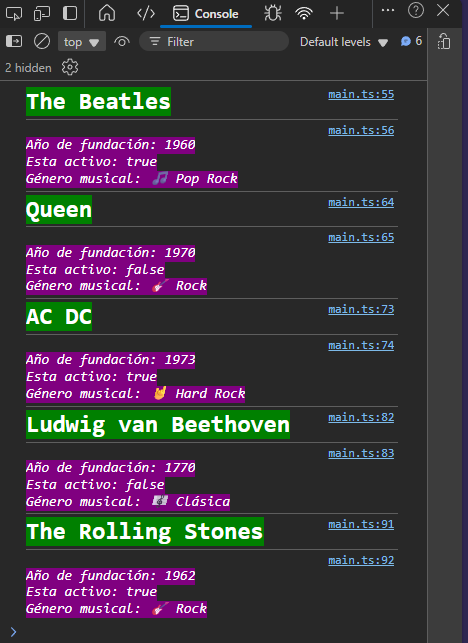 </> Console
top Filter Default levels 6
2 hidden
The Beatles main.ts:55
main.ts:56
Año de fundación: 1960
Esta activo: true
Género musical: 🎵 Pop Rock
Queen main.ts:64
main.ts:65
Año de fundación: 1970
Esta activo: false
Género musical: 🎸 Rock
AC DC main.ts:73
main.ts:74
Año de fundación: 1973
Esta activo: true
Género musical: 🤘 Hard Rock
Ludwig van Beethoven main.ts:82
main.ts:83
Año de fundación: 1770
Esta activo: false
Género musical: 🎼 Clásica
The Rolling Stones main.ts:91
main.ts:92
Año de fundación: 1962
Esta activo: true
Género musical: 🎸 Rock